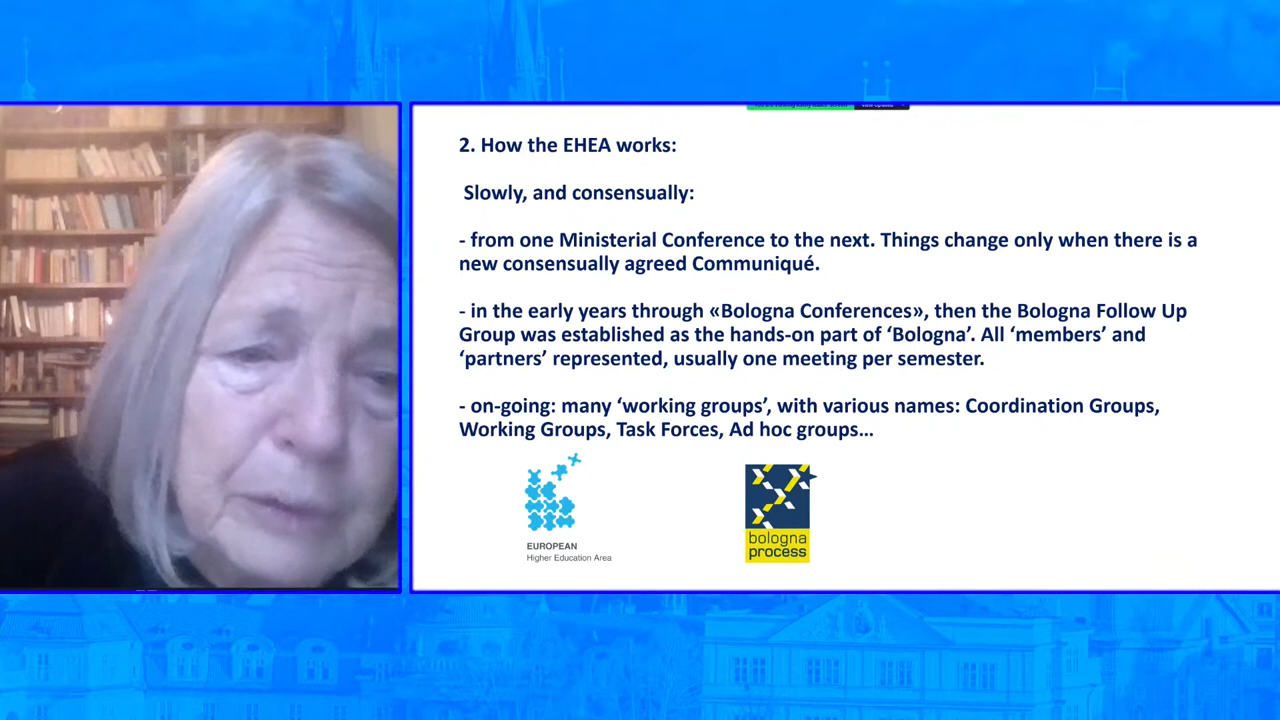 2. How the EHEA works:
Slowly, and consensually:
- from one Ministerial Conference to the next. Things change only when there is a
new consensually agreed Communiqué.
- in the early years through «Bologna Conferences», then the Bologna Follow Up
Group was established as the hands-on part of ‘Bologna’. All ‘members’ and
‘partners’ represented, usually one meeting per semester.
- on-going: many ‘working groups’, with various names: Coordination Groups,
Working Groups, Task Forces, Ad hoc groups…
EUROPEAN
Higher Education Area
bologna
process